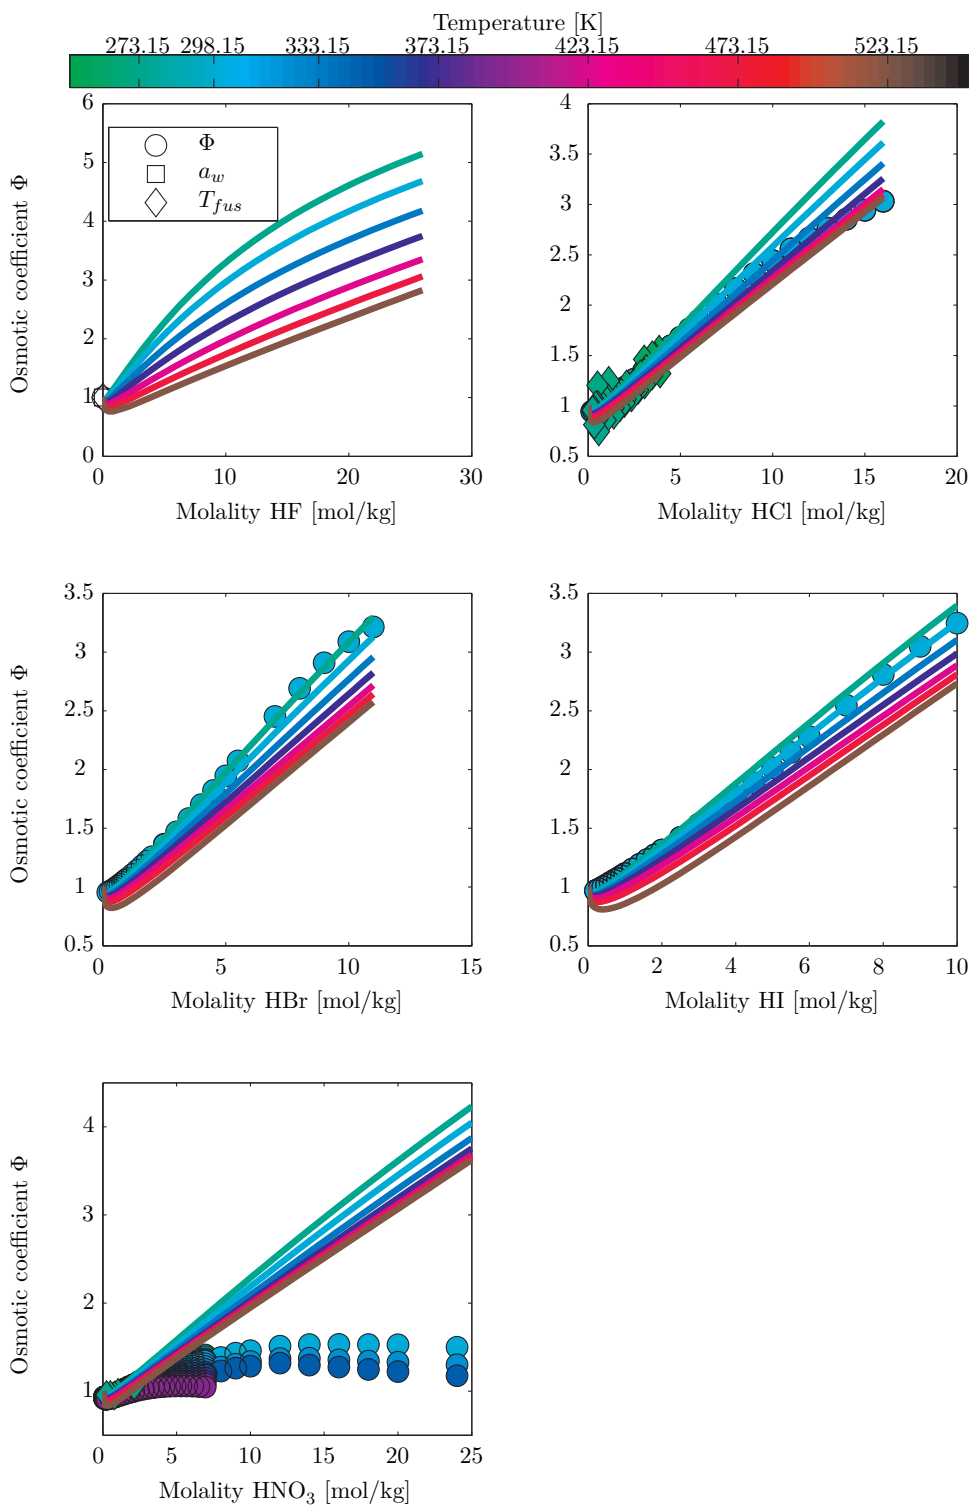 Temperature [K]
273.15 298.15 333.15 373.15 423.15 473.15 523.15
Osmotic coefficient Φ
6
5
4
3
2
1
0
Φ
a_w
T_fus
0 10 20 30
Molality HF [mol/kg]
4
3.5
3
2.5
2
1.5
1
0.5
0 5 10 15 20
Molality HCl [mol/kg]
Osmotic coefficient Φ
3.5
3
2.5
2
1.5
1
0.5
0 5 10 15
Molality HBr [mol/kg]
3.5
3
2.5
2
1.5
1
0.5
0 2 4 6 8 10
Molality HI [mol/kg]
Osmotic coefficient Φ
4
3
2
1
0 5 10 15 20 25
Molality HNO₃ [mol/kg]